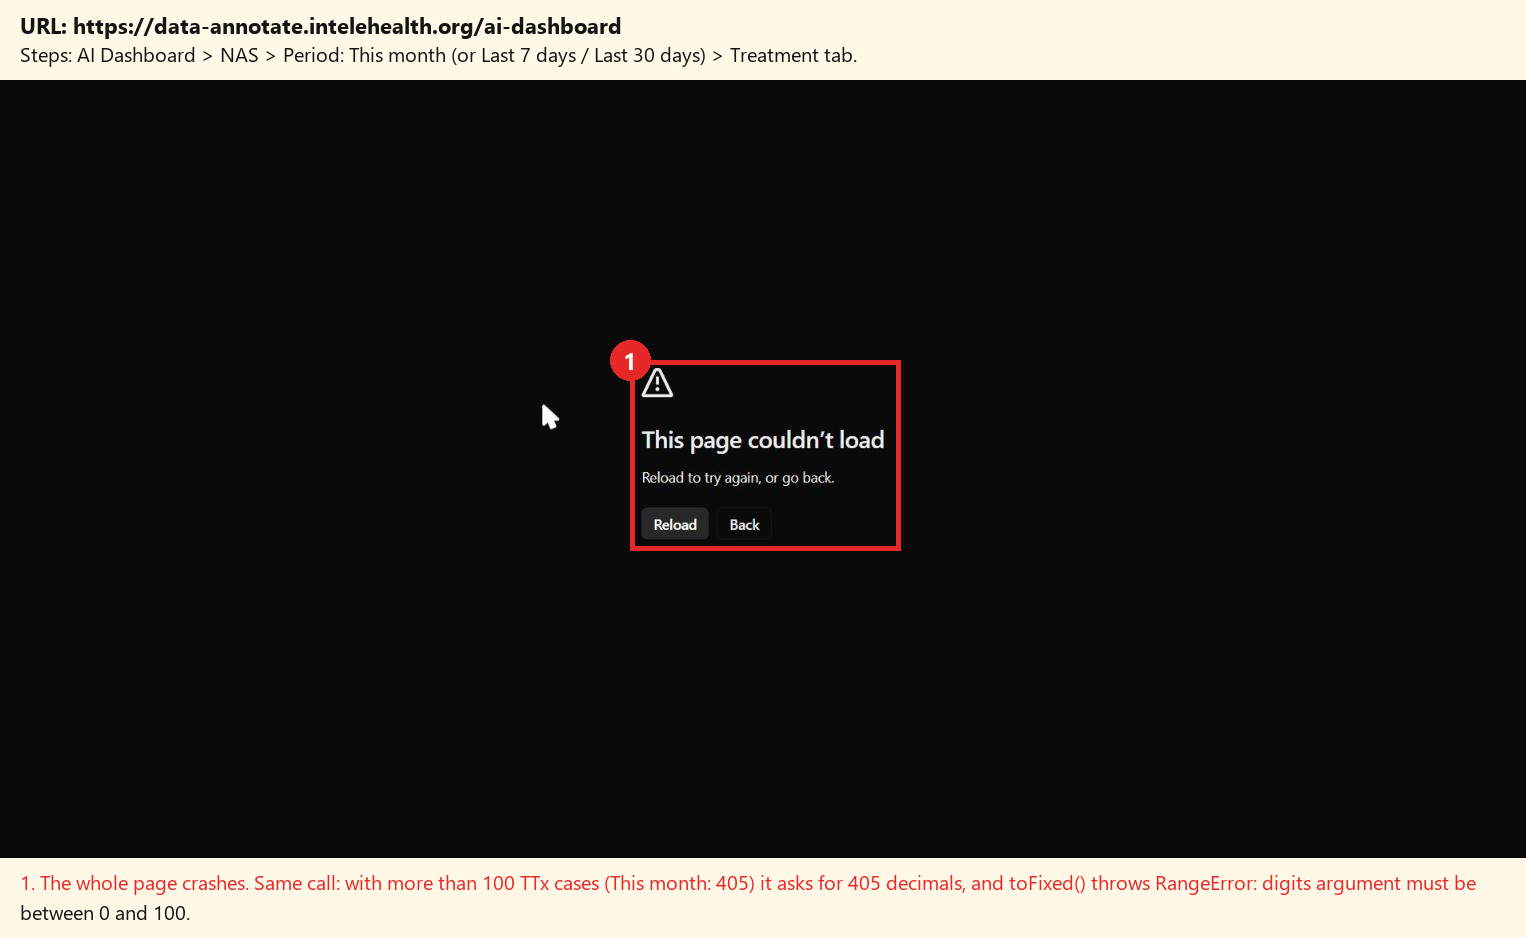 URL: https://data-annotate.intelehealth.org/ai-dashboard
Steps: AI Dashboard > NAS > Period: This month (or Last 7 days / Last 30 days) > Treatment tab.
1
This page couldn’t load
Reload to try again, or go back.
Reload Back
1. The whole page crashes. Same call: with more than 100 TTx cases (This month: 405) it asks for 405 decimals, and toFixed() throws RangeError: digits argument must be
between 0 and 100.